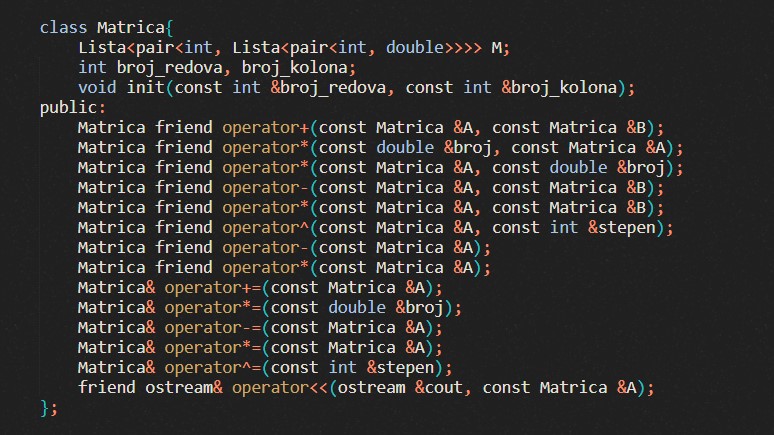 class Matrica{
    Lista<pair<int, Lista<pair<int, double>>>> M;
    int broj_redova, broj_kolona;
    void init(const int &broj_redova, const int &broj_kolona);
public:
    Matrica friend operator+(const Matrica &A, const Matrica &B);
    Matrica friend operator*(const double &broj, const Matrica &A);
    Matrica friend operator*(const Matrica &A, const double &broj);
    Matrica friend operator-(const Matrica &A, const Matrica &B);
    Matrica friend operator*(const Matrica &A, const Matrica &B);
    Matrica friend operator^(const Matrica &A, const int &stepen);
    Matrica friend operator-(const Matrica &A);
    Matrica friend operator*(const Matrica &A);
    Matrica& operator+=(const Matrica &A);
    Matrica& operator*=(const double &broj);
    Matrica& operator-=(const Matrica &A);
    Matrica& operator*=(const Matrica &A);
    Matrica& operator^=(const int &stepen);
    friend ostream& operator<<(ostream &cout, const Matrica &A);
};